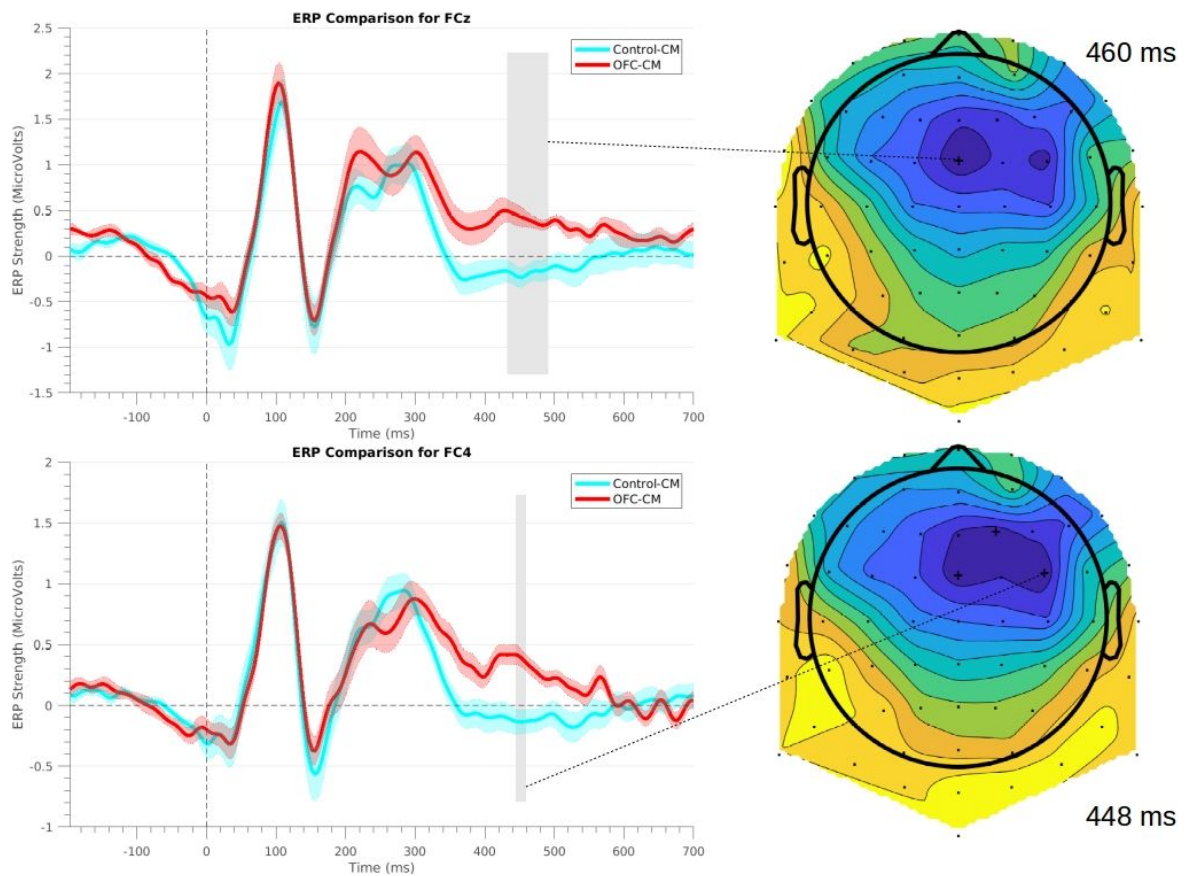 ERP Comparison for FCz
2.5
2
1.5
1
0.5
0
-0.5
-1
-1.5
ERP Strength (MicroVolts)
Control-CM
OFC-CM
-100 0 100 200 300 400 500 600 700
Time (ms)
460 ms
ERP Comparison for FC4
2
1.5
1
0.5
0
-0.5
-1
ERP Strength (MicroVolts)
Control-CM
OFC-CM
-100 0 100 200 300 400 500 600 700
Time (ms)
448 ms